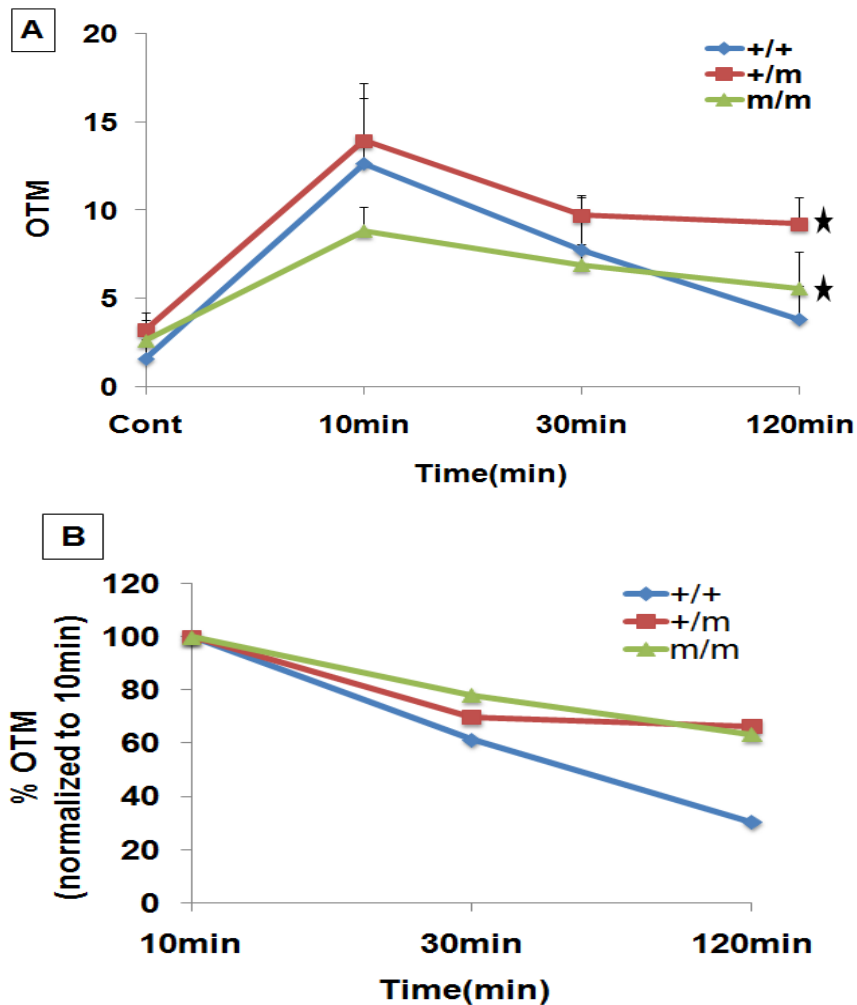 A
20
15
10
5
0
OTM
+/+
+/m
m/m
★
★
Cont 10min 30min 120min
Time(min)
B
120
100
80
60
40
20
0
% OTM
(normalized to 10min)
+/+
+/m
m/m
10min 30min 120min
Time(min)